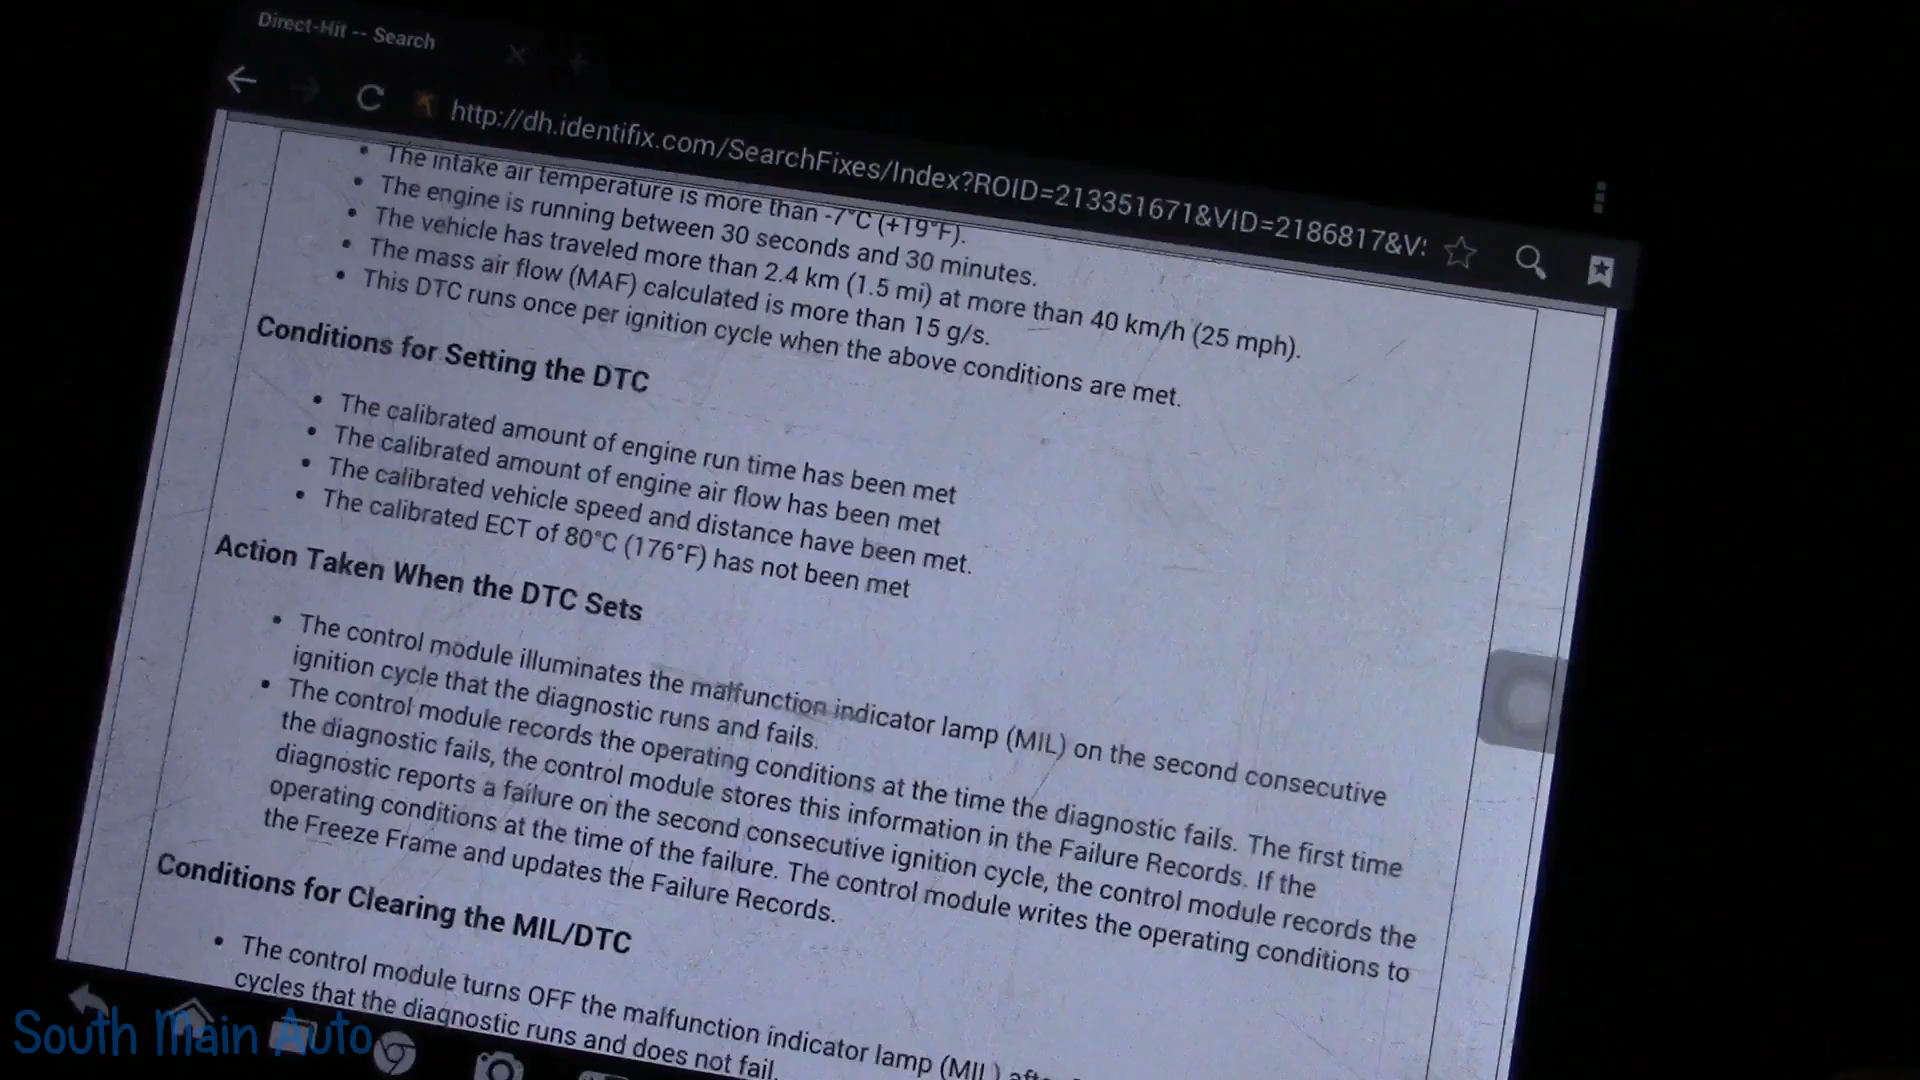 Direct-Hit -- Search
http://dh.identifix.com/SearchFixes/Index?ROID=213351671&VID=2186817&V:
• The intake air temperature is more than -7°C (+19°F).
• The engine is running between 30 seconds and 30 minutes.
• The vehicle has traveled more than 2.4 km (1.5 mi) at more than 40 km/h (25 mph).
• The mass air flow (MAF) calculated is more than 15 g/s.
• This DTC runs once per ignition cycle when the above conditions are met.
Conditions for Setting the DTC
• The calibrated amount of engine run time has been met
• The calibrated amount of engine air flow has been met
• The calibrated vehicle speed and distance have been met.
• The calibrated ECT of 80°C (176°F) has not been met
Action Taken When the DTC Sets
• The control module illuminates the malfunction indicator lamp (MIL) on the second consecutive
ignition cycle that the diagnostic runs and fails.
• The control module records the operating conditions at the time the diagnostic fails. The first time
the diagnostic fails, the control module stores this information in the Failure Records. If the
diagnostic reports a failure on the second consecutive ignition cycle, the control module records the
operating conditions at the time of the failure. The control module writes the operating conditions to
the Freeze Frame and updates the Failure Records.
Conditions for Clearing the MIL/DTC
• The control module turns OFF the malfunction indicator lamp (MIL)
cycles that the diagnostic runs and does not fail.
South Main Auto